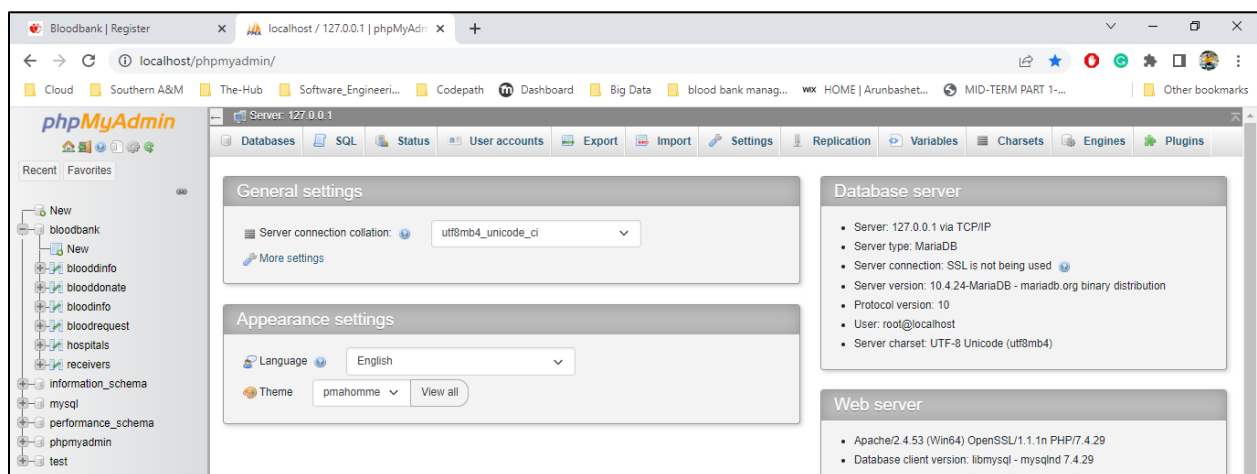 Bloodbank | Register
localhost / 127.0.0.1 | phpMyAdn
localhost/phpmyadmin/
Cloud Southern A&M The-Hub Software_Engineeri... Codepath Dashboard Big Data blood bank manag... WIX HOME | Arunbashet... MID-TERM PART 1-... Other bookmarks
phpMyAdmin
Recent Favorites
New
bloodbank
New
blooddinfo
blooddonate
bloodinfo
bloodrequest
hospitals
receivers
information_schema
mysql
performance_schema
phpmyadmin
test
Server: 127.0.0.1
Databases SQL Status User accounts Export Import Settings Replication Variables Charsets Engines Plugins
General settings
Server connection collation: utf8mb4_unicode_ci
More settings
Appearance settings
Language English
Theme pmahomme View all
Database server
Server: 127.0.0.1 via TCP/IP
Server type: MariaDB
Server connection: SSL is not being used
Server version: 10.4.24-MariaDB - mariadb.org binary distribution
Protocol version: 10
User: root@localhost
Server charset: UTF-8 Unicode (utf8mb4)
Web server
Apache/2.4.53 (Win64) OpenSSL/1.1.1n PHP/7.4.29
Database client version: libmysql - mysqlnd 7.4.29